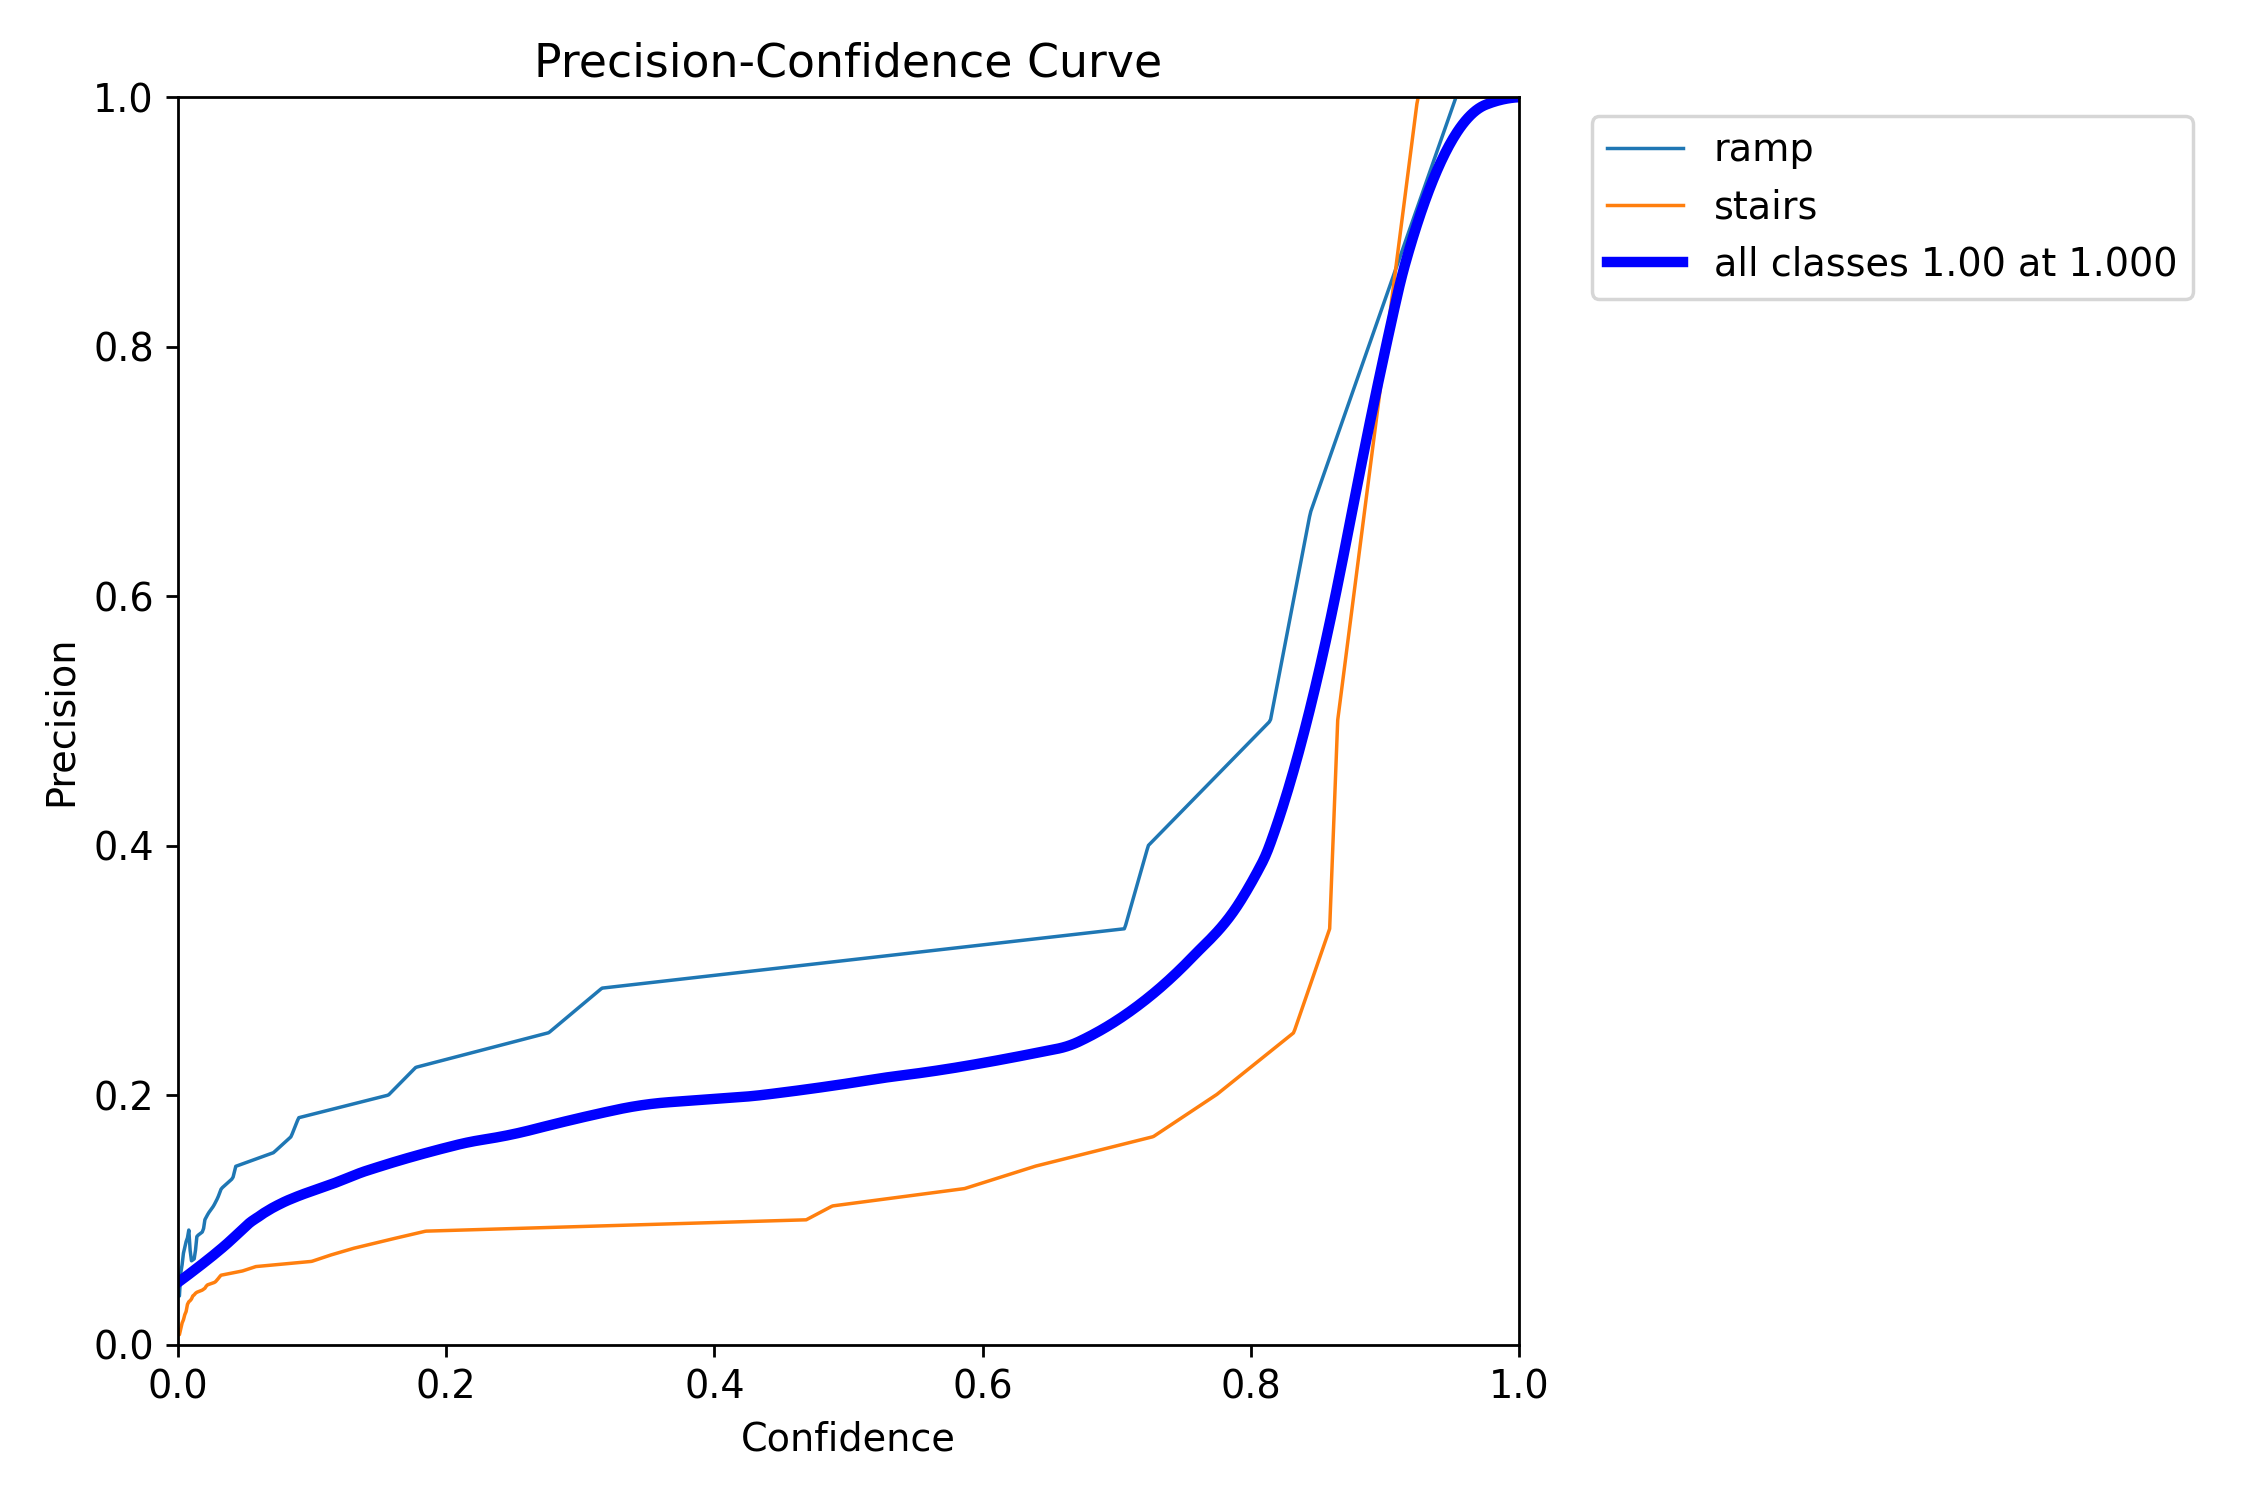 Precision-Confidence Curve
1.0
0.8
0.6
0.4
0.2
0.0
Precision
0.0 0.2 0.4 0.6 0.8 1.0
Confidence
ramp
stairs
all classes 1.00 at 1.000